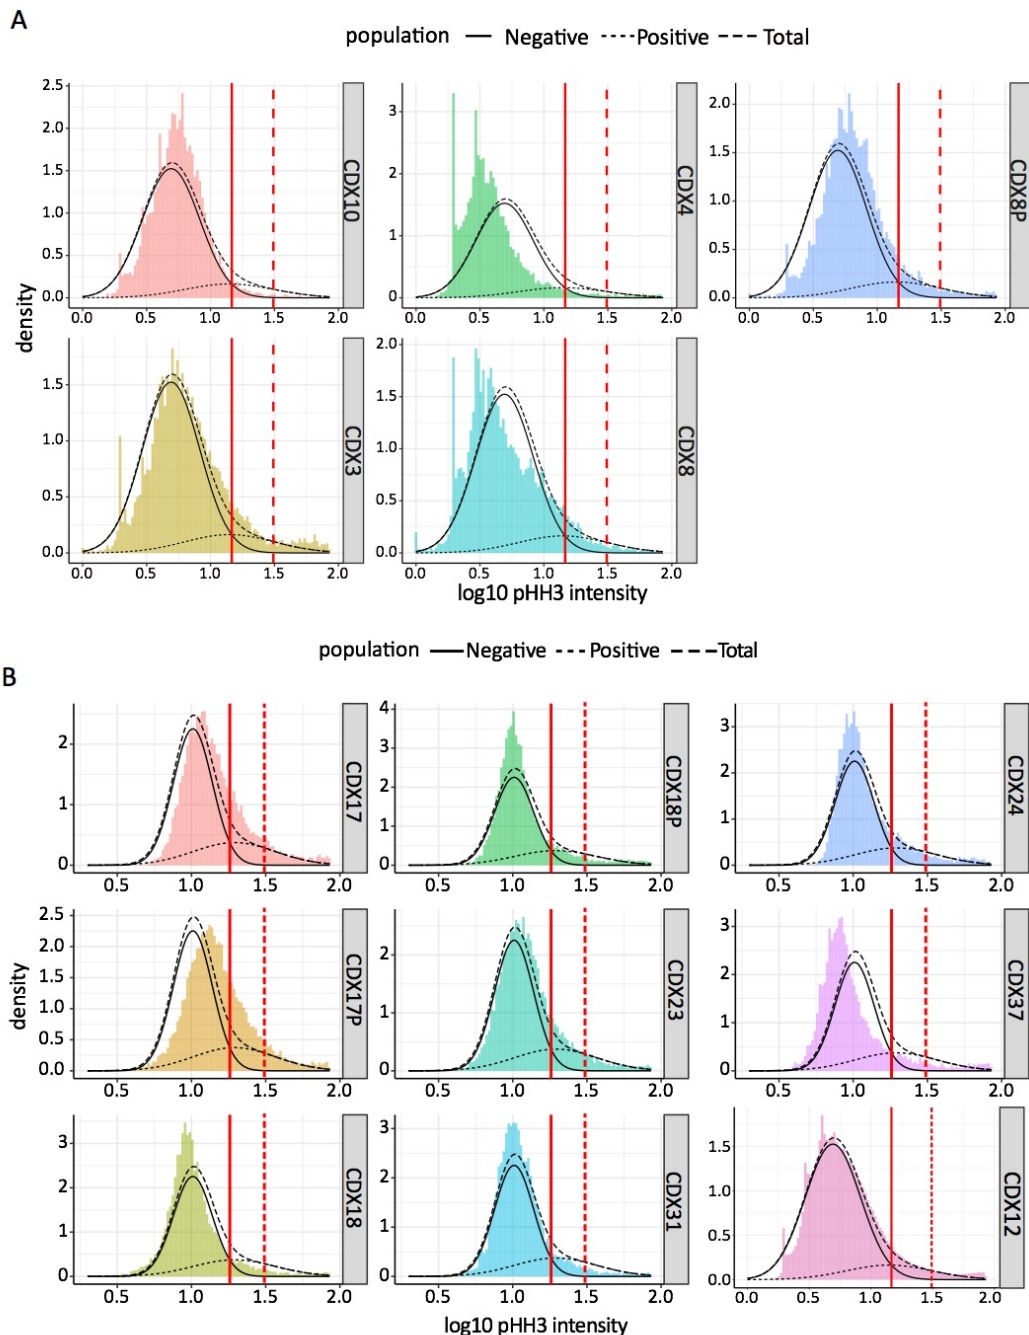 A
population Negative Positive Total
2.5
2.0
1.5
1.0
0.5
0.0
0.0 0.5 1.0 1.5 2.0
CDX10
3
2
1
0
0.0 0.5 1.0 1.5 2.0
CDX4
2.0
1.5
1.0
0.5
0.0
0.0 0.5 1.0 1.5 2.0
CDX8P
density
1.5
1.0
0.5
0.0
0.0 0.5 1.0 1.5 2.0
CDX3
2.0
1.5
1.0
0.5
0.0
0.0 0.5 1.0 1.5 2.0
CDX8
log10 pHH3 intensity
population Negative Positive Total
B
2
1
0
0.5 1.0 1.5 2.0
CDX17
4
3
2
1
0
0.5 1.0 1.5 2.0
CDX18P
3
2
1
0
0.5 1.0 1.5 2.0
CDX24
density
2.5
2.0
1.5
1.0
0.5
0.0
0.5 1.0 1.5 2.0
CDX17P
2
1
0
0.5 1.0 1.5 2.0
CDX23
3
2
1
0
0.5 1.0 1.5 2.0
CDX37
3
2
1
0
0.5 1.0 1.5 2.0
CDX18
3
2
1
0
0.5 1.0 1.5 2.0
CDX31
1.5
1.0
0.5
0.0
0.0 0.5 1.0 1.5 2.0
CDX12
log10 pHH3 intensity